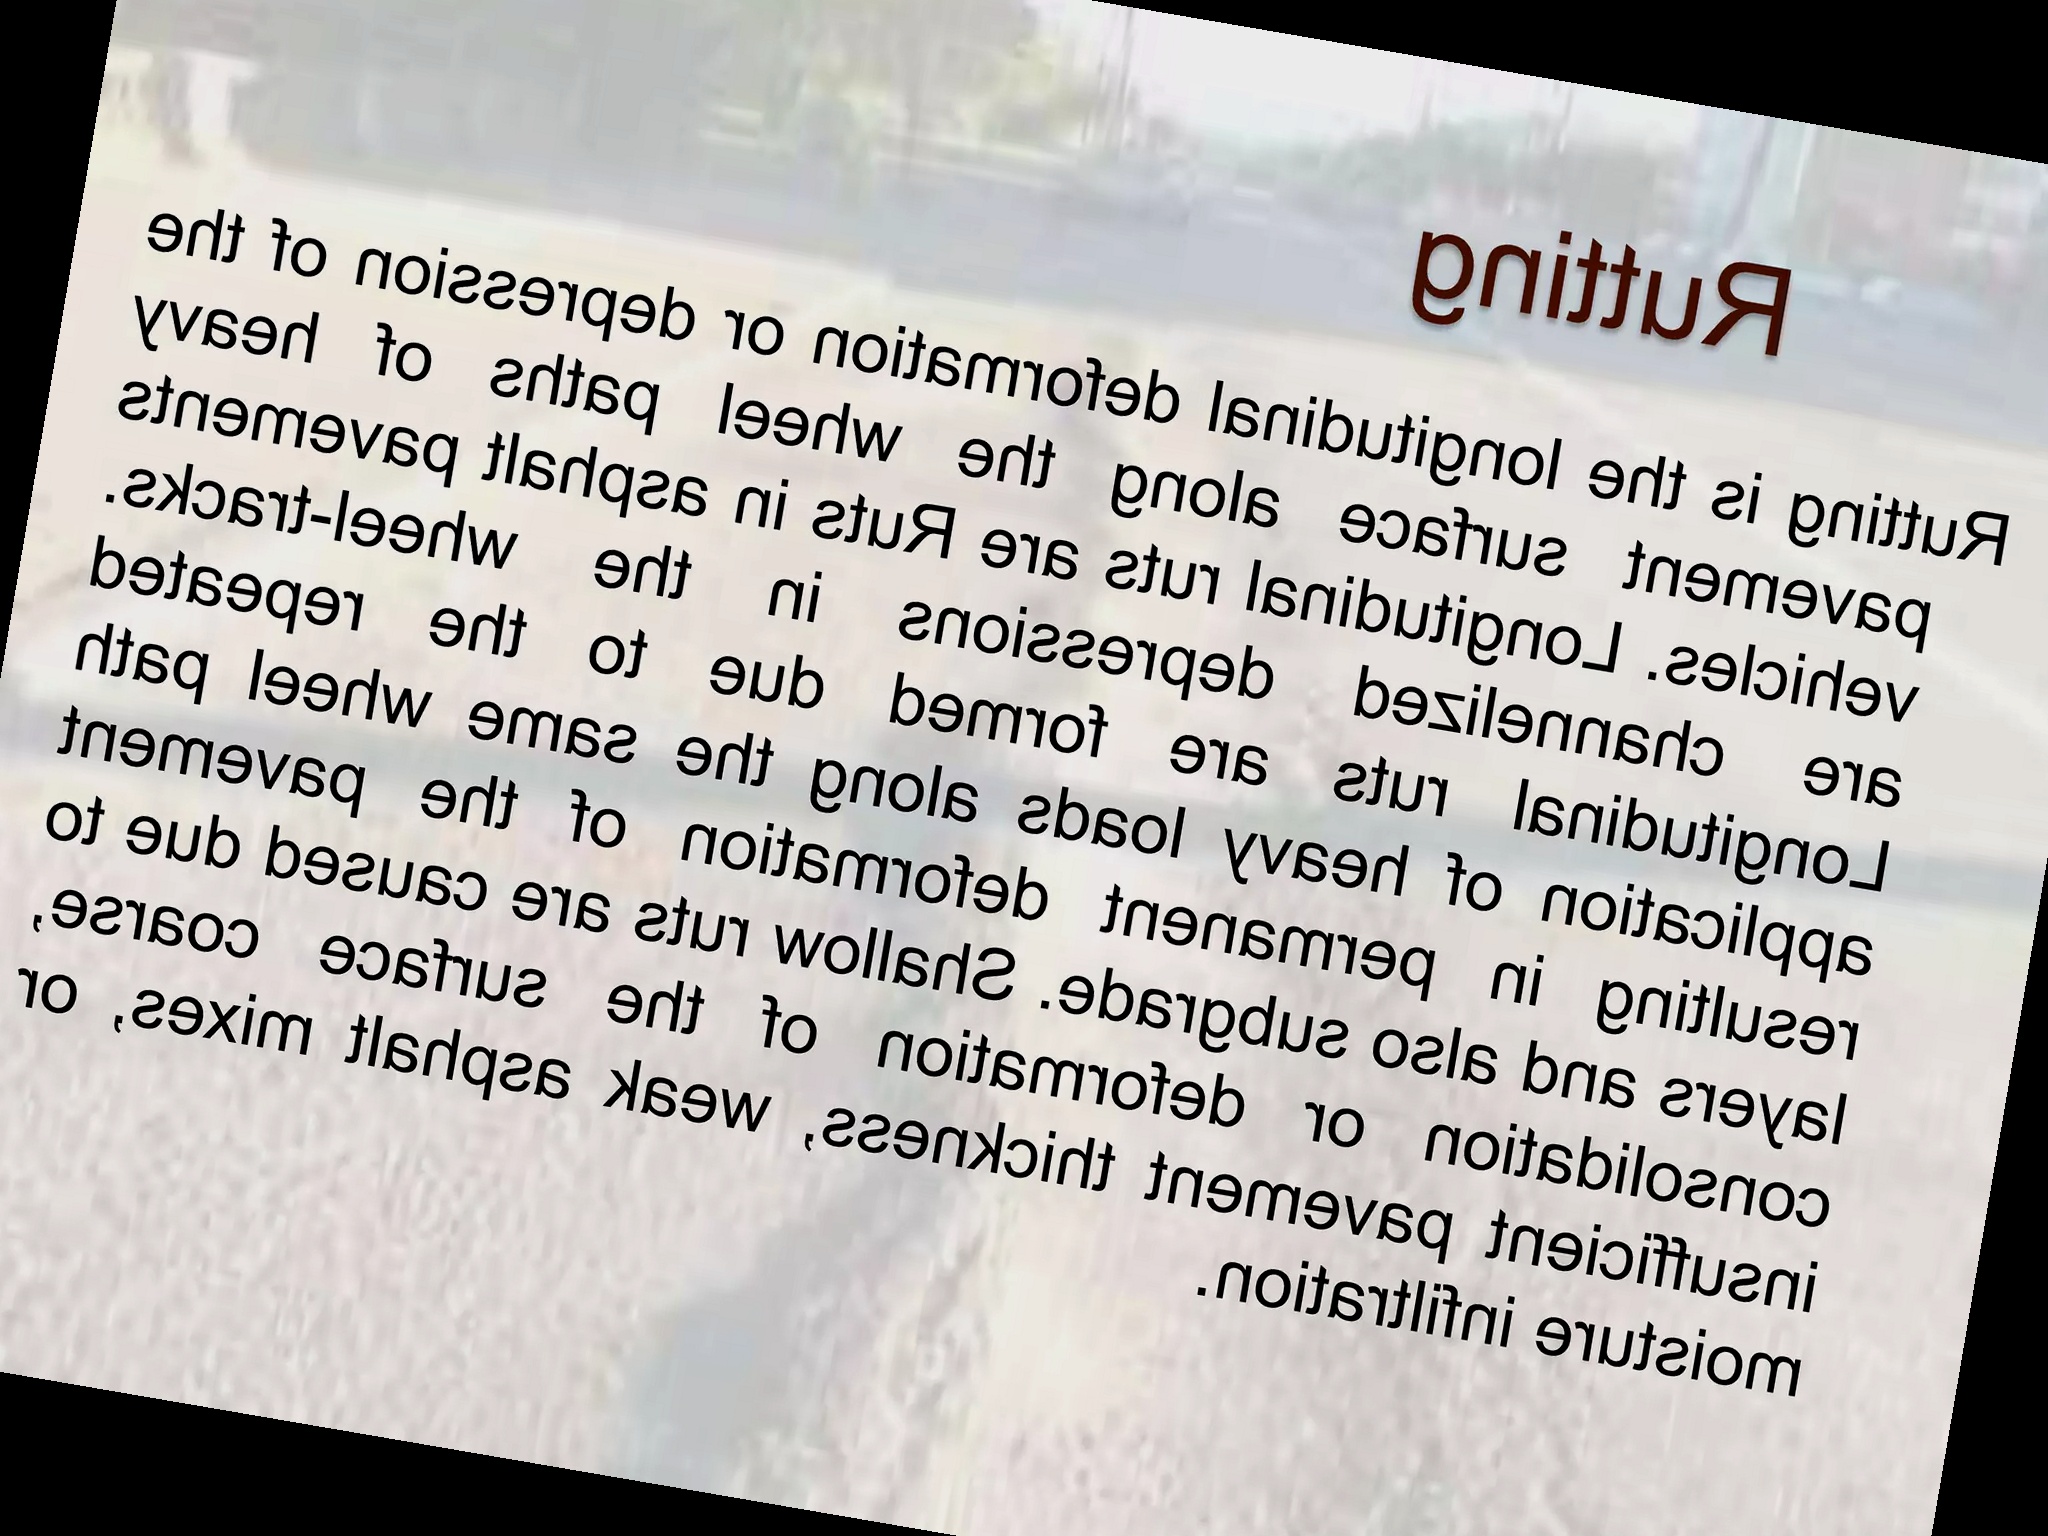 Rutting
Rutting is the longitudinal deformation or depression of the
pavement surface along the wheel paths of heavy
vehicles. Longitudinal ruts are Ruts in asphalt pavements
are channelized depressions in the wheel-tracks.
Longitudinal ruts are formed due to the repeated
application of heavy loads along the same wheel path
resulting in permanent deformation of the pavement
layers and also subgrade. Shallow ruts are caused due to
consolidation or deformation of the surface coarse,
insufficient pavement thickness, weak asphalt mixes, or
moisture infiltration.